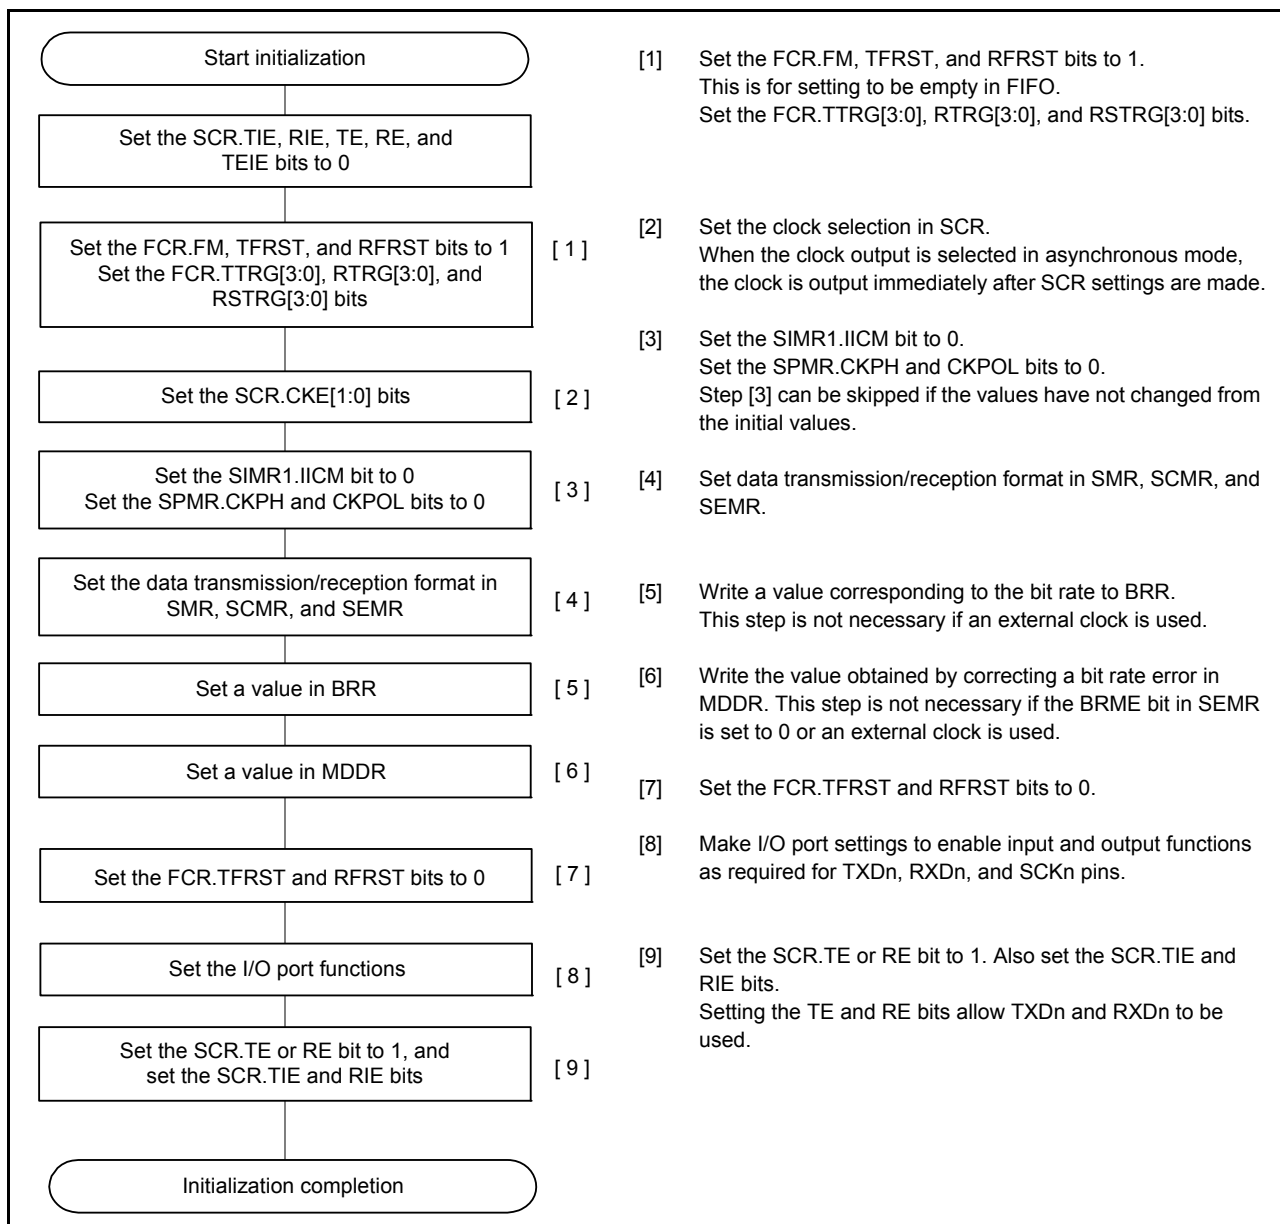 Start initialization
Set the SCR.TIE, RIE, TE, RE, and
TEIE bits to 0
Set the FCR.FM, TFRST, and RFRST bits to 1
Set the FCR.TTRG[3:0], RTRG[3:0], and
RSTRG[3:0] bits
[ 1 ]
Set the SCR.CKE[1:0] bits
[ 2 ]
Set the SIMR1.IICM bit to 0
Set the SPMR.CKPH and CKPOL bits to 0
[ 3 ]
Set the data transmission/reception format in
SMR, SCMR, and SEMR
[ 4 ]
Set a value in BRR
[ 5 ]
Set a value in MDDR
[ 6 ]
Set the FCR.TFRST and RFRST bits to 0
[ 7 ]
Set the I/O port functions
[ 8 ]
Set the SCR.TE or RE bit to 1, and
set the SCR.TIE and RIE bits
[ 9 ]
Initialization completion
[1] Set the FCR.FM, TFRST, and RFRST bits to 1.
This is for setting to be empty in FIFO.
Set the FCR.TTRG[3:0], RTRG[3:0], and RSTRG[3:0] bits.
[2] Set the clock selection in SCR.
When the clock output is selected in asynchronous mode,
the clock is output immediately after SCR settings are made.
[3] Set the SIMR1.IICM bit to 0.
Set the SPMR.CKPH and CKPOL bits to 0.
Step [3] can be skipped if the values have not changed from
the initial values.
[4] Set data transmission/reception format in SMR, SCMR, and
SEMR.
[5] Write a value corresponding to the bit rate to BRR.
This step is not necessary if an external clock is used.
[6] Write the value obtained by correcting a bit rate error in
MDDR. This step is not necessary if the BRME bit in SEMR
is set to 0 or an external clock is used.
[7] Set the FCR.TFRST and RFRST bits to 0.
[8] Make I/O port settings to enable input and output functions
as required for TXDn, RXDn, and SCKn pins.
[9] Set the SCR.TE or RE bit to 1. Also set the SCR.TIE and
RIE bits.
Setting the TE and RE bits allow TXDn and RXDn to be
used.